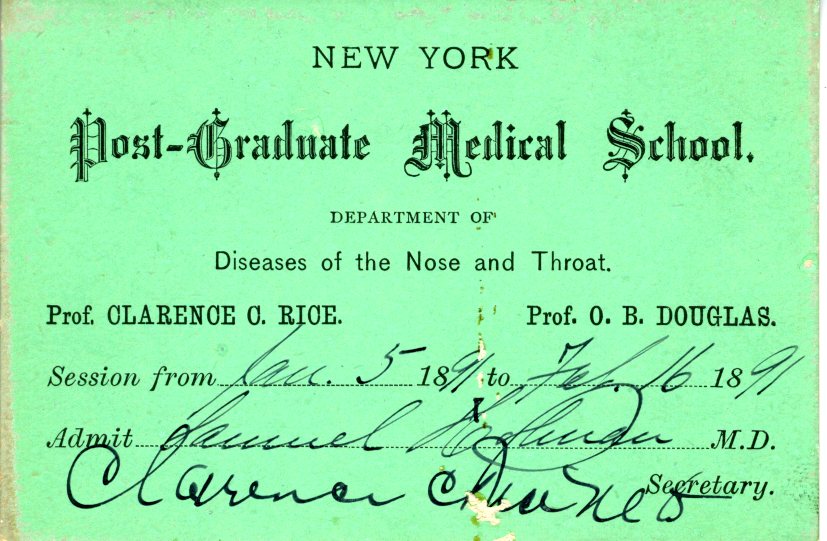 NEW YORK
Post-Graduate Medical School.
DEPARTMENT OF
Diseases of the Nose and Throat.
Prof. CLARENCE C. RICE. Prof. O. B. DOUGLAS.
Session from Jan. 5 1891 to Feb. 16 1891
Admit Samuel M.D.
Clarence
Secretary.